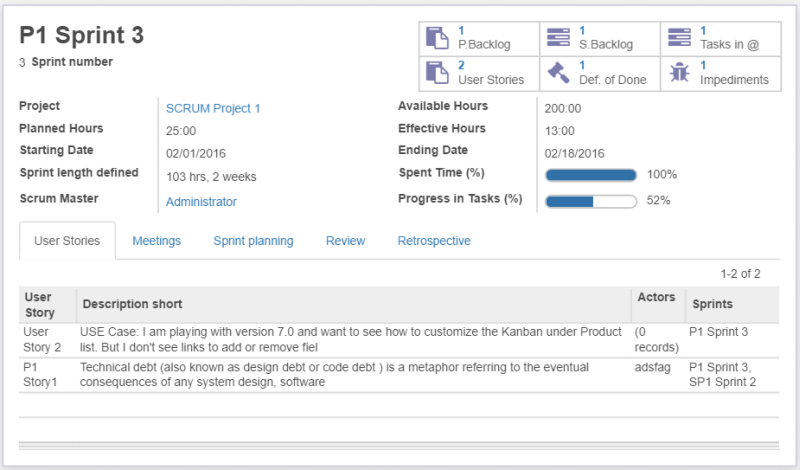 P1 Sprint 3
3 Sprint number
1 P.Backlog
1 S.Backlog
1 Tasks in @
2 User Stories
1 Def. of Done
1 Impediments
Project SCRUM Project 1 Available Hours 200:00
Planned Hours 25:00 Effective Hours 13:00
Starting Date 02/01/2016 Ending Date 02/18/2016
Sprint length defined 103 hrs, 2 weeks Spent Time (%) 100%
Scrum Master Administrator Progress in Tasks (%) 52%
User Stories Meetings Sprint planning Review Retrospective
1-2 of 2
User Story Description short Actors Sprints
User USE Case: I am playing with version 7.0 and want to see how to customize the Kanban under Product (0 P1 Sprint 3
Story 2 list. But I don't see links to add or remove fiel records)
P1 Technical debt (also known as design debt or code debt ) is a metaphor referring to the eventual adsfag P1 Sprint 3,
Story1 consequences of any system design, software SP1 Sprint 2